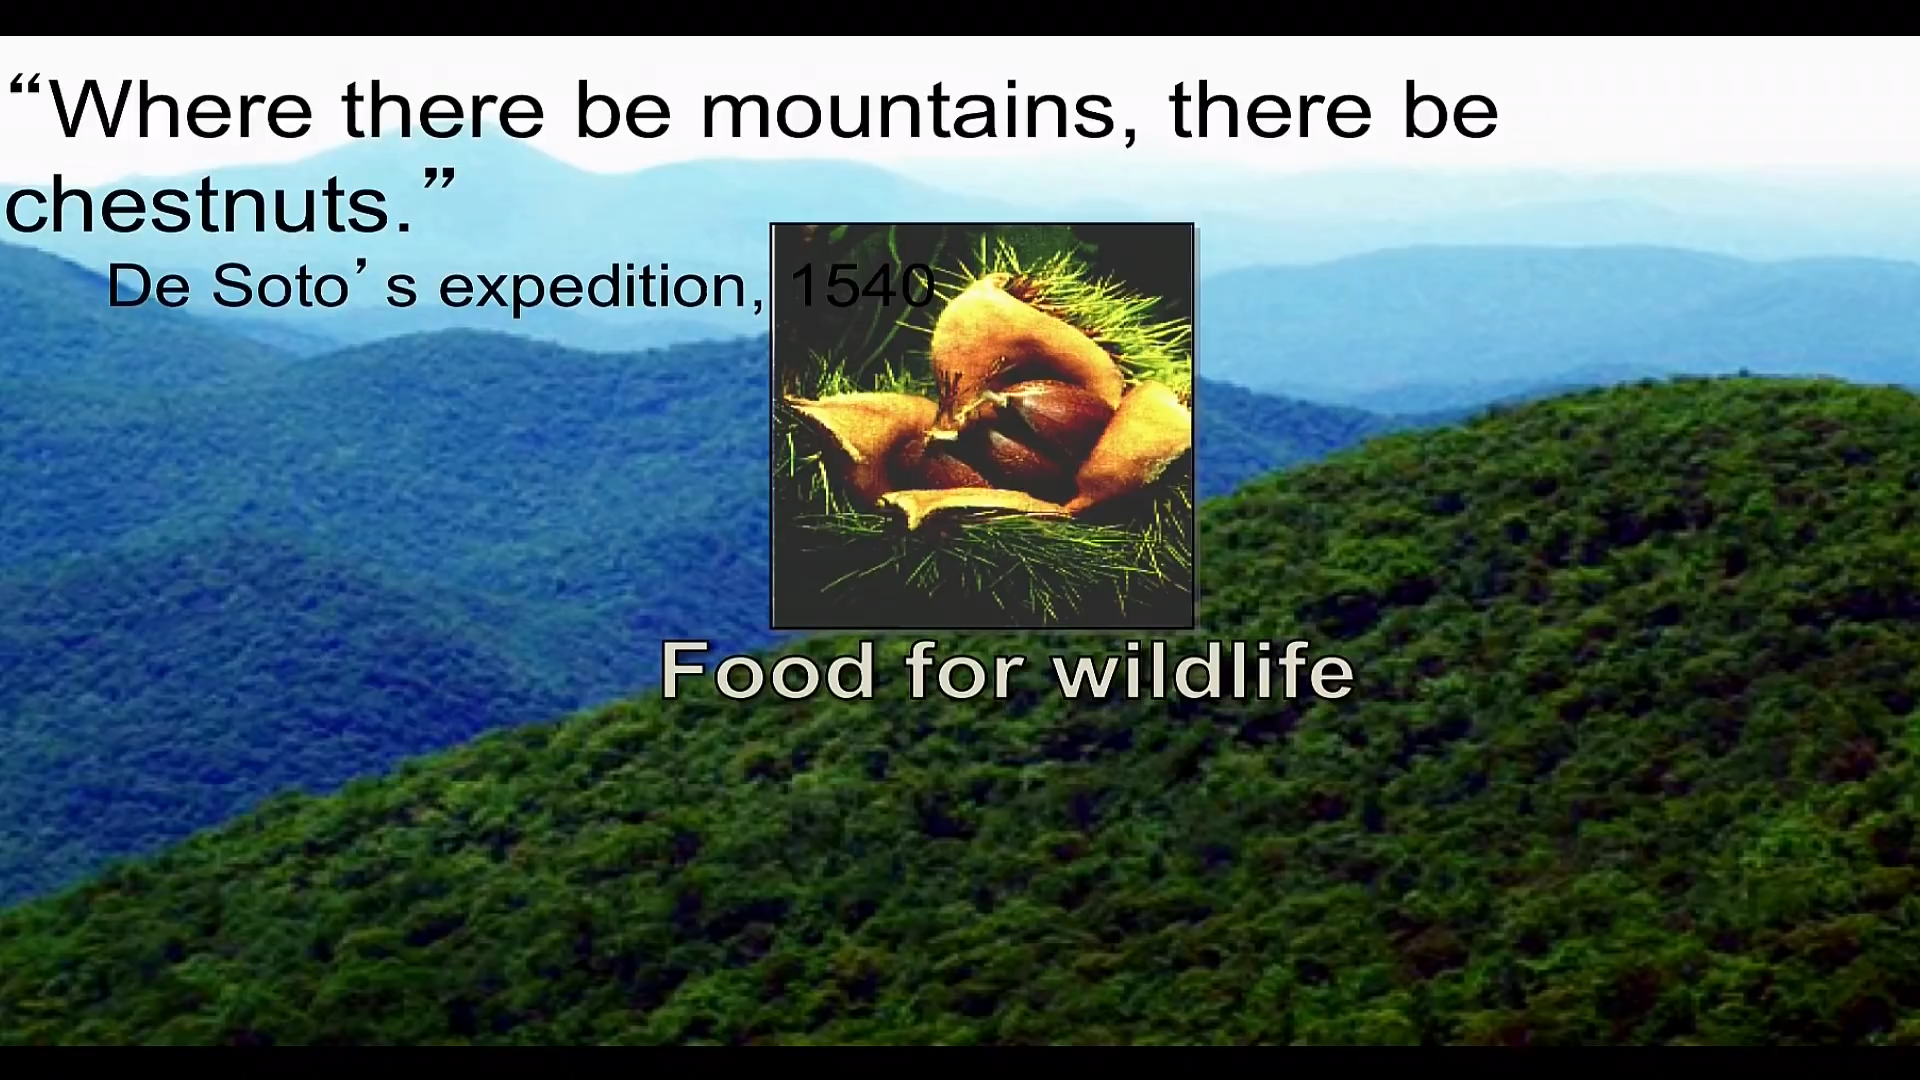 “Where there be mountains, there be
chestnuts.”
De Soto’s expedition, 1540
Food for wildlife